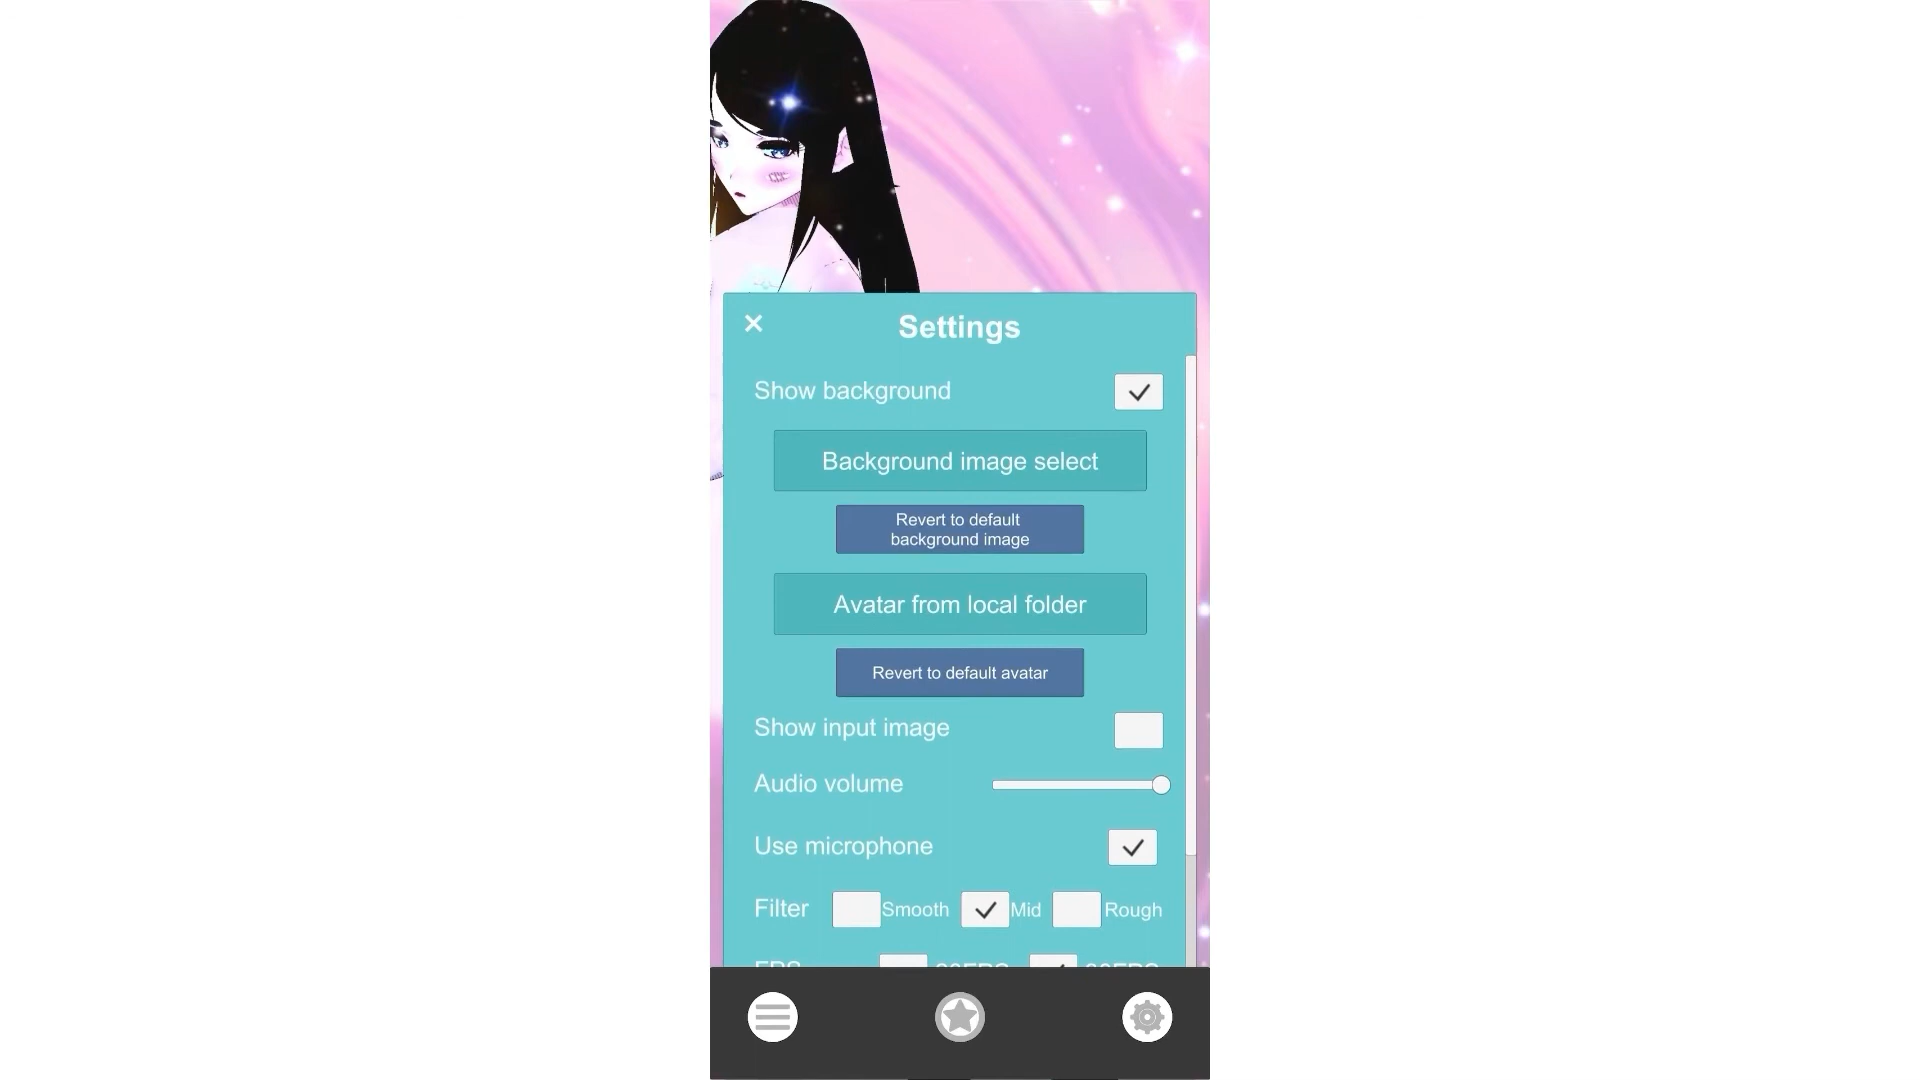 Settings
Show background
Background image select
Revert to default
background image
Avatar from local folder
Revert to default avatar
Show input image
Audio volume
Use microphone
Filter Smooth Mid Rough